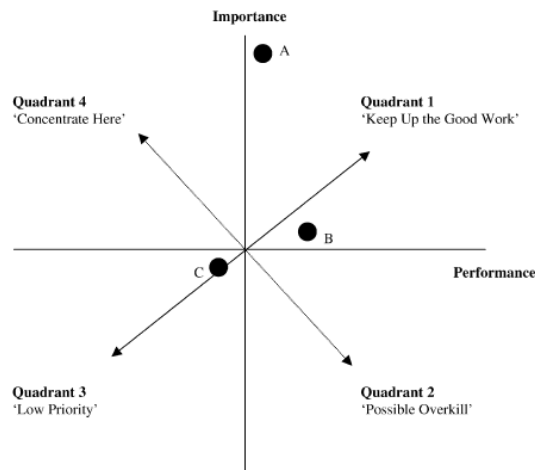 Importance
A
Quadrant 4
‘Concentrate Here’
Quadrant 1
‘Keep Up the Good Work’
B
C
Performance
Quadrant 3
‘Low Priority’
Quadrant 2
‘Possible Overkill’